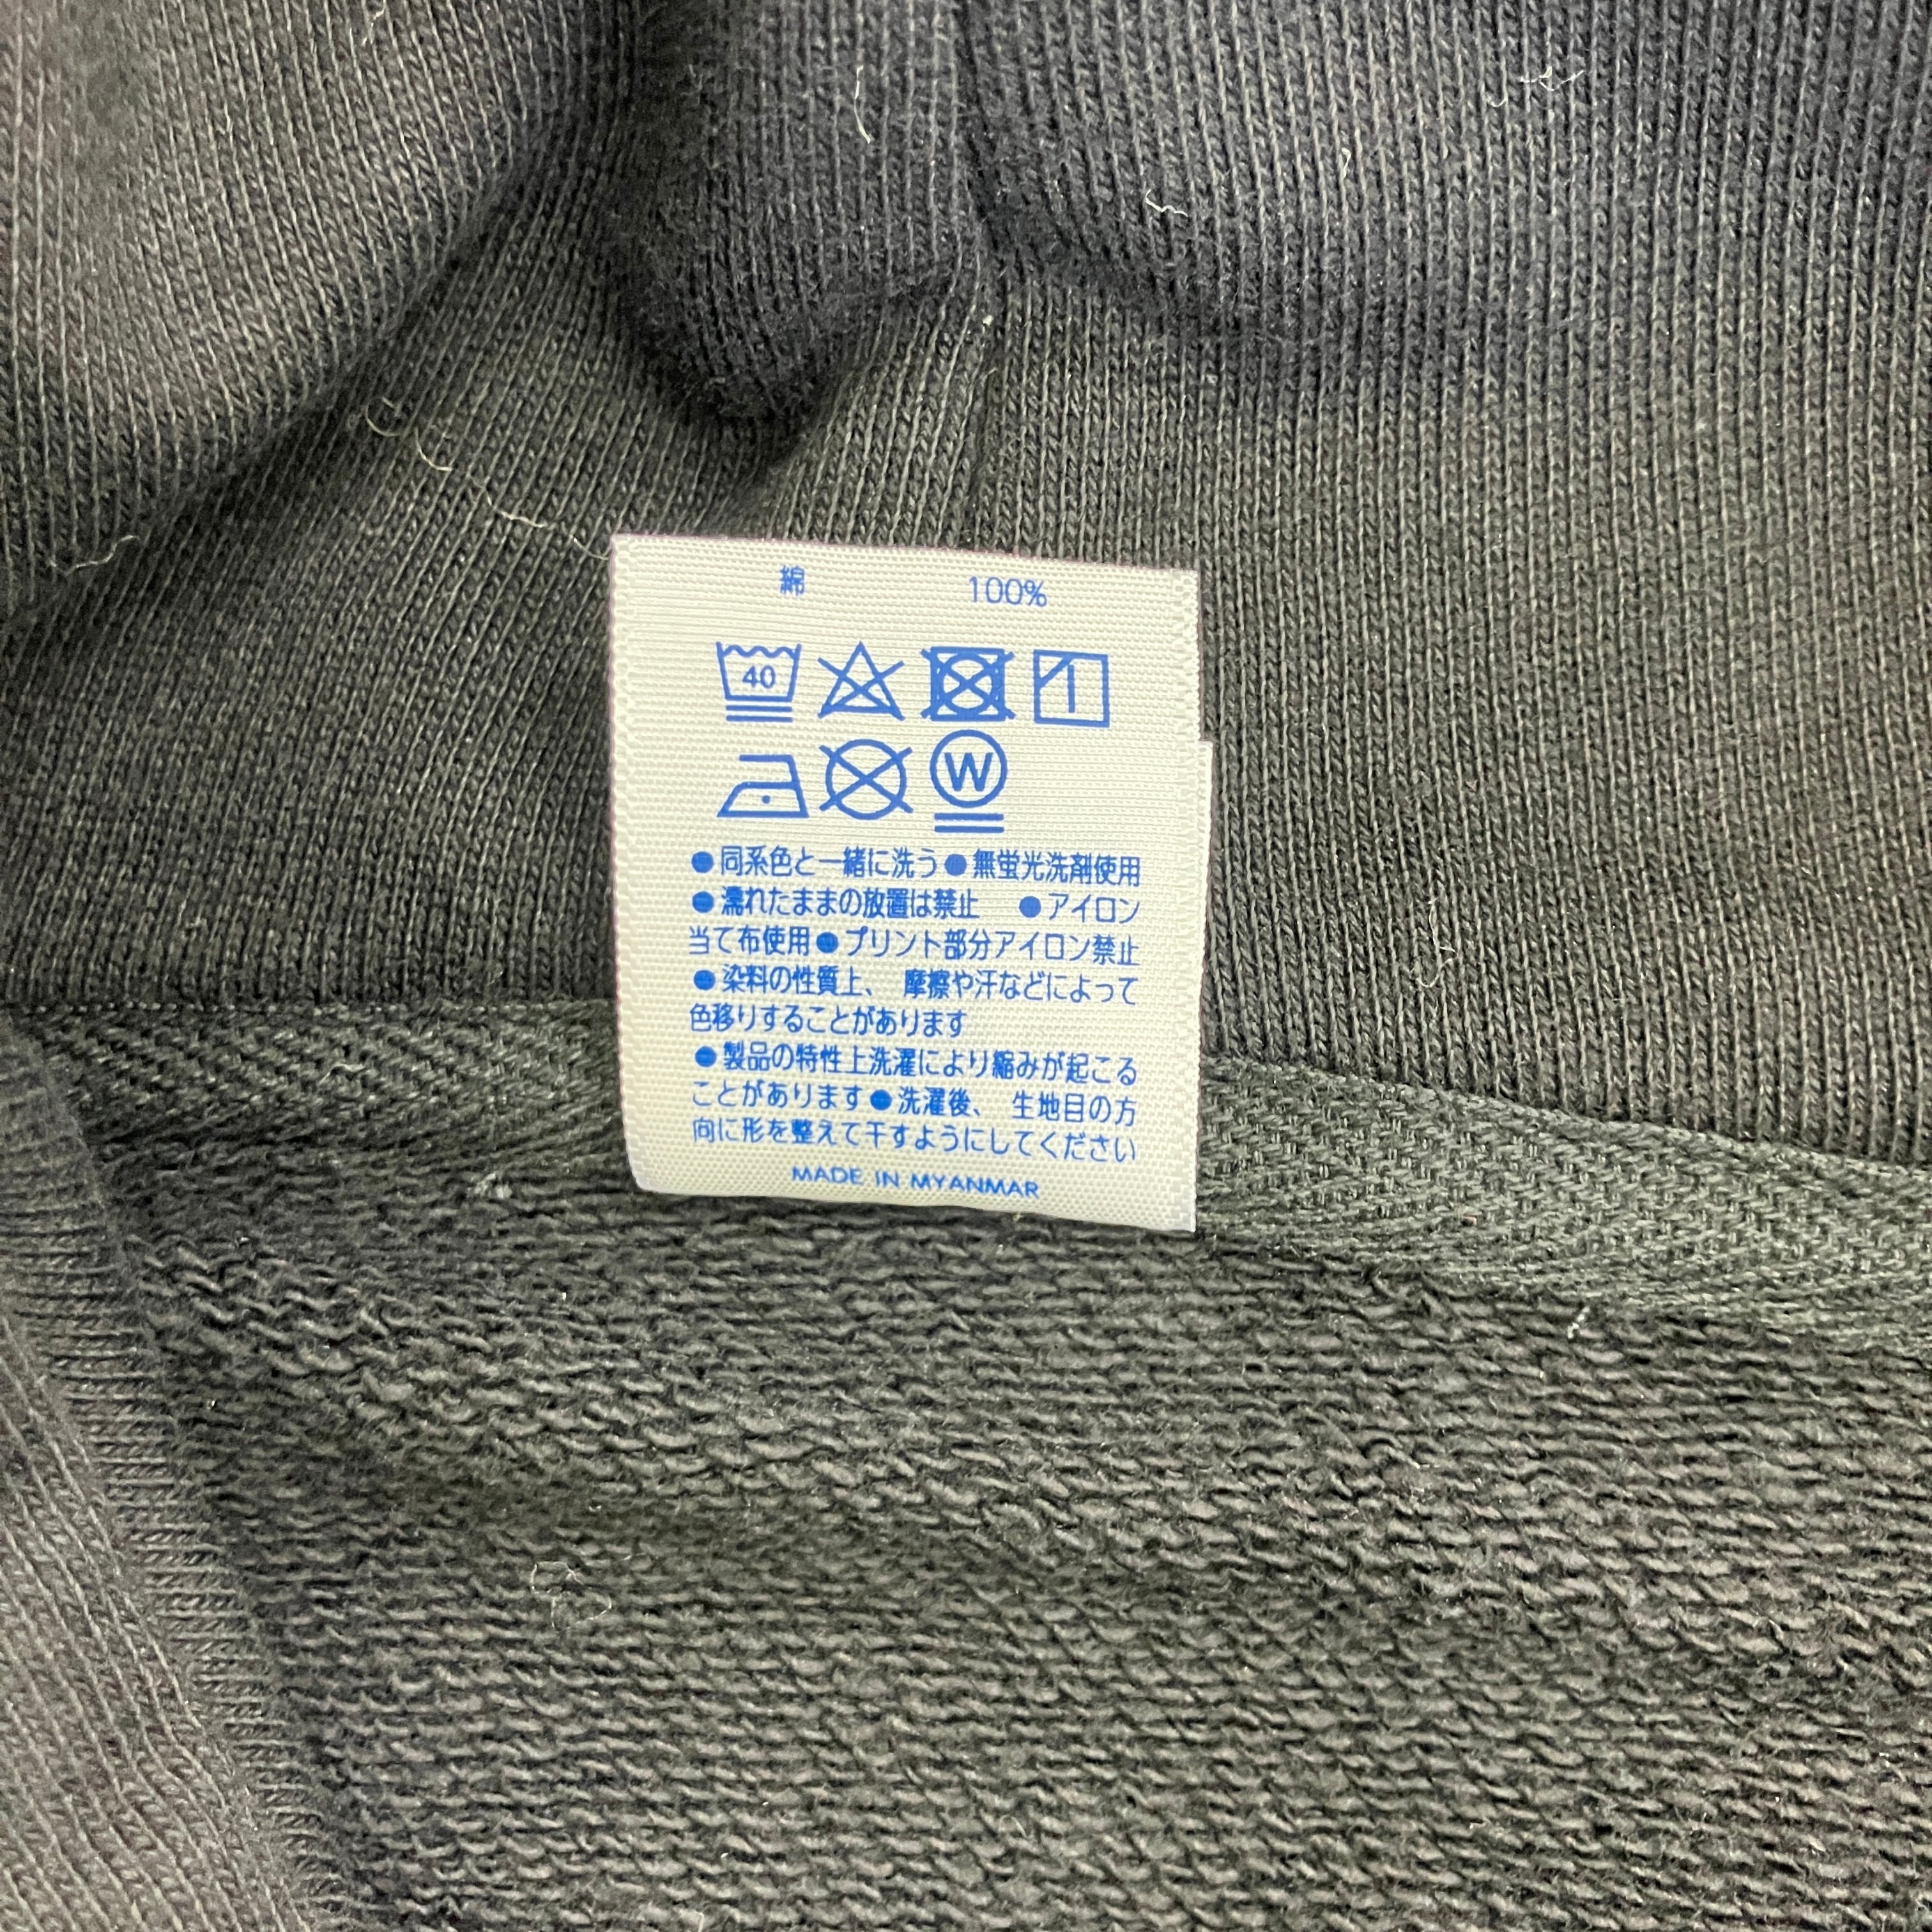 綿 100%
40
W
●同系色と一緒に洗う●無蛍光洗剤使用
●濡れたままの放置は禁止 ●アイロン
当て布使用●プリント部分アイロン禁止
●染料の性質上、 摩擦や汗などによって
色移りすることがあります
●製品の特性上洗濯により縮みが起こる
ことがあります●洗濯後、 生地目の方
向に形を整えて干すようにしてください
MADE IN MYANMAR